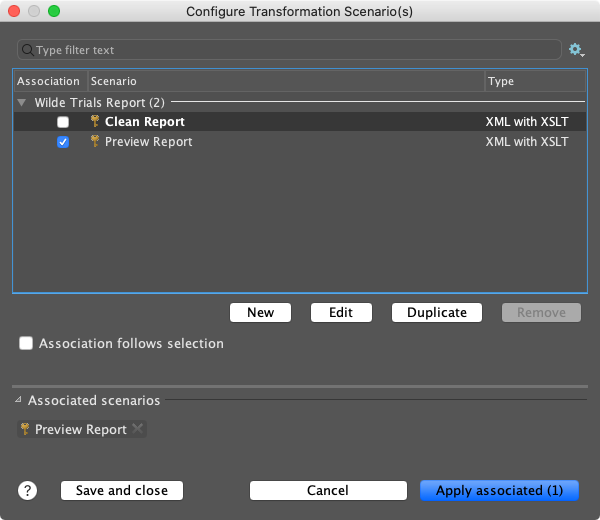 Configure Transformation Scenario(s)
Type filter text
Association Scenario Type
Wilde Trials Report (2)
Clean Report XML with XSLT
Preview Report XML with XSLT
New Edit Duplicate Remove
Association follows selection
Associated scenarios
Preview Report
? Save and close Cancel Apply associated (1)